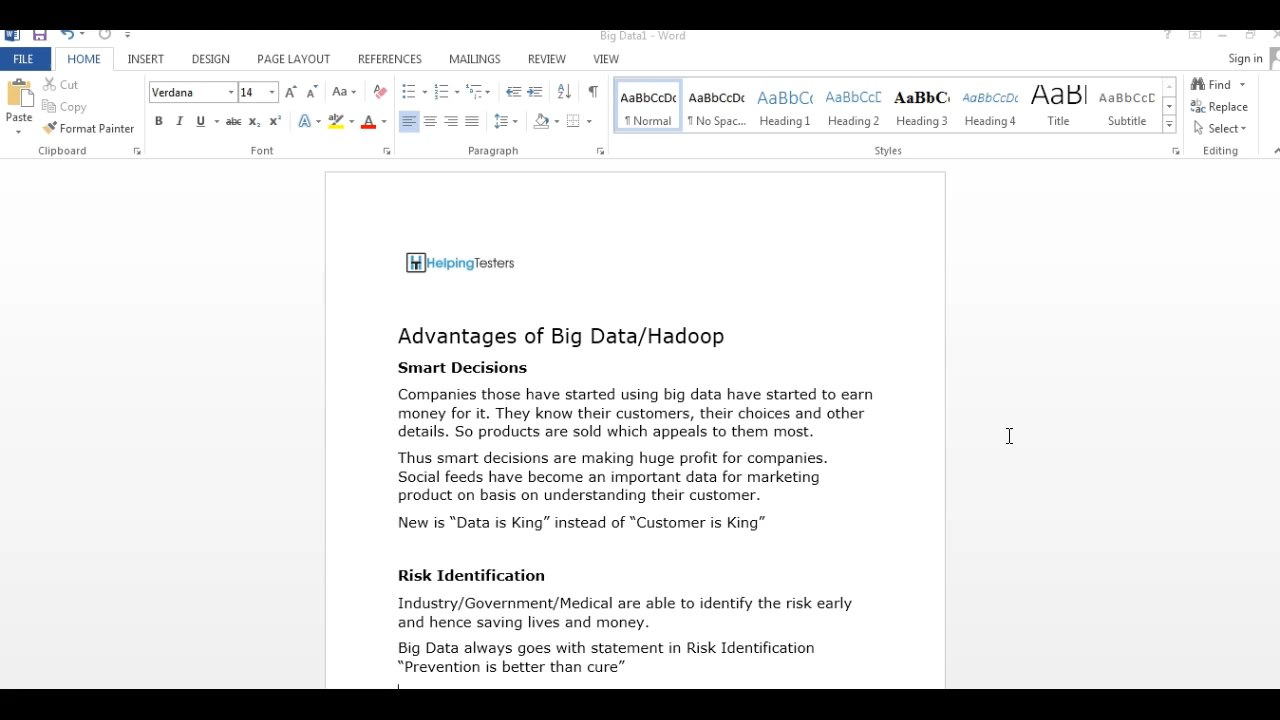 Big Data1 - Word
FILE HOME INSERT DESIGN PAGE LAYOUT REFERENCES MAILINGS REVIEW VIEW Sign in
Paste Cut Copy Format Painter
Verdana 14 Aa
B I U abc X₂ X²
AaBbCcDc AaBbCcDc AaBbCc AaBbCcC AaBbC AaBbCcDc AaB AaBbCcC
¶ Normal ¶ No Spac... Heading 1 Heading 2 Heading 3 Heading 4 Title Subtitle
Find
Replace
Select
Clipboard Font Paragraph Styles Editing
HelpingTesters
Advantages of Big Data/Hadoop
Smart Decisions
Companies those have started using big data have started to earn
money for it. They know their customers, their choices and other
details. So products are sold which appeals to them most.
Thus smart decisions are making huge profit for companies.
Social feeds have become an important data for marketing
product on basis on understanding their customer.
New is “Data is King” instead of “Customer is King”
Risk Identification
Industry/Government/Medical are able to identify the risk early
and hence saving lives and money.
Big Data always goes with statement in Risk Identification
“Prevention is better than cure”